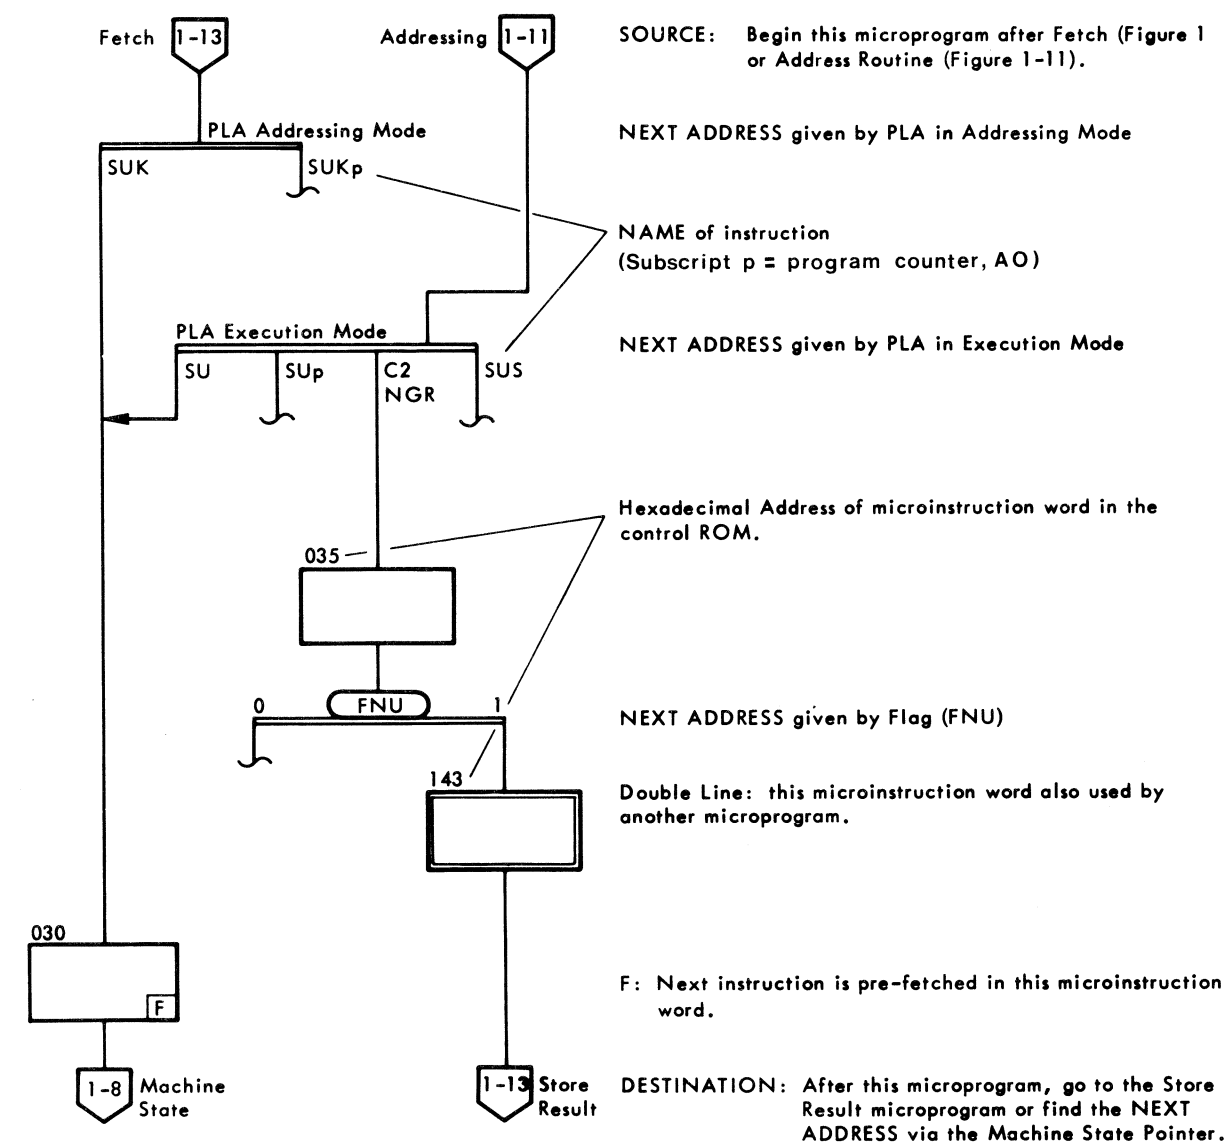 Fetch 1-13 Addressing 1-11 SOURCE: Begin this microprogram after Fetch (Figure 1
or Address Routine (Figure 1-11).
PLA Addressing Mode NEXT ADDRESS given by PLA in Addressing Mode
SUK SUKp
NAME of instruction
(Subscript p = program counter, AO)
PLA Execution Mode NEXT ADDRESS given by PLA in Execution Mode
SU SUp C2 SUS
NGR
Hexadecimal Address of microinstruction word in the
control ROM.
035
0 FNU 1 NEXT ADDRESS given by Flag (FNU)
143 Double Line: this microinstruction word also used by
another microprogram.
030
F F: Next instruction is pre-fetched in this microinstruction
word.
1-8 Machine 1-13 Store DESTINATION: After this microprogram, go to the Store
State Result Result microprogram or find the NEXT
ADDRESS via the Machine State Pointer.